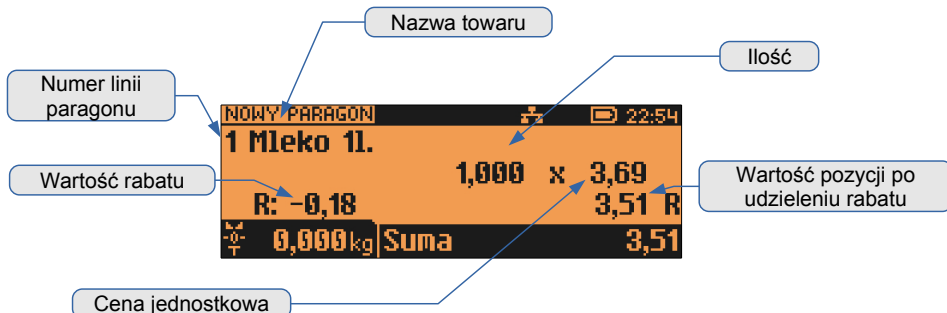 Nazwa towaru
Ilość
Numer linii
paragonu
NOWY PARAGON 22:54
1 Mleko 1l.
1,000 x 3,69
Wartość rabatu
R: -0,18 3,51 R
Wartość pozycji po
udzieleniu rabatu
0,000kg Suma 3,51
Cena jednostkowa